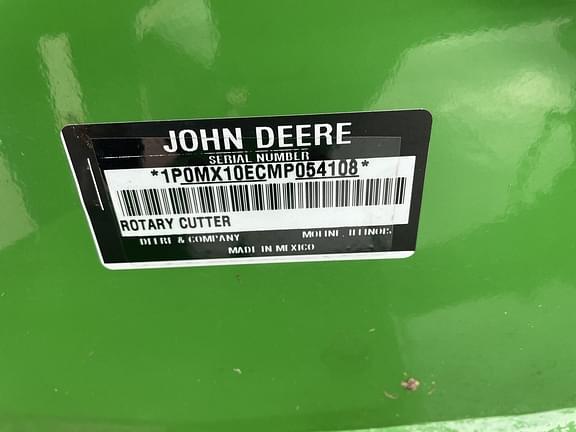 JOHN DEERE
SERIAL NUMBER
*1P0MX10ECMP054108*
ROTARY CUTTER
DEERE & COMPANY MOLINE, ILLINOIS
MADE IN MEXICO